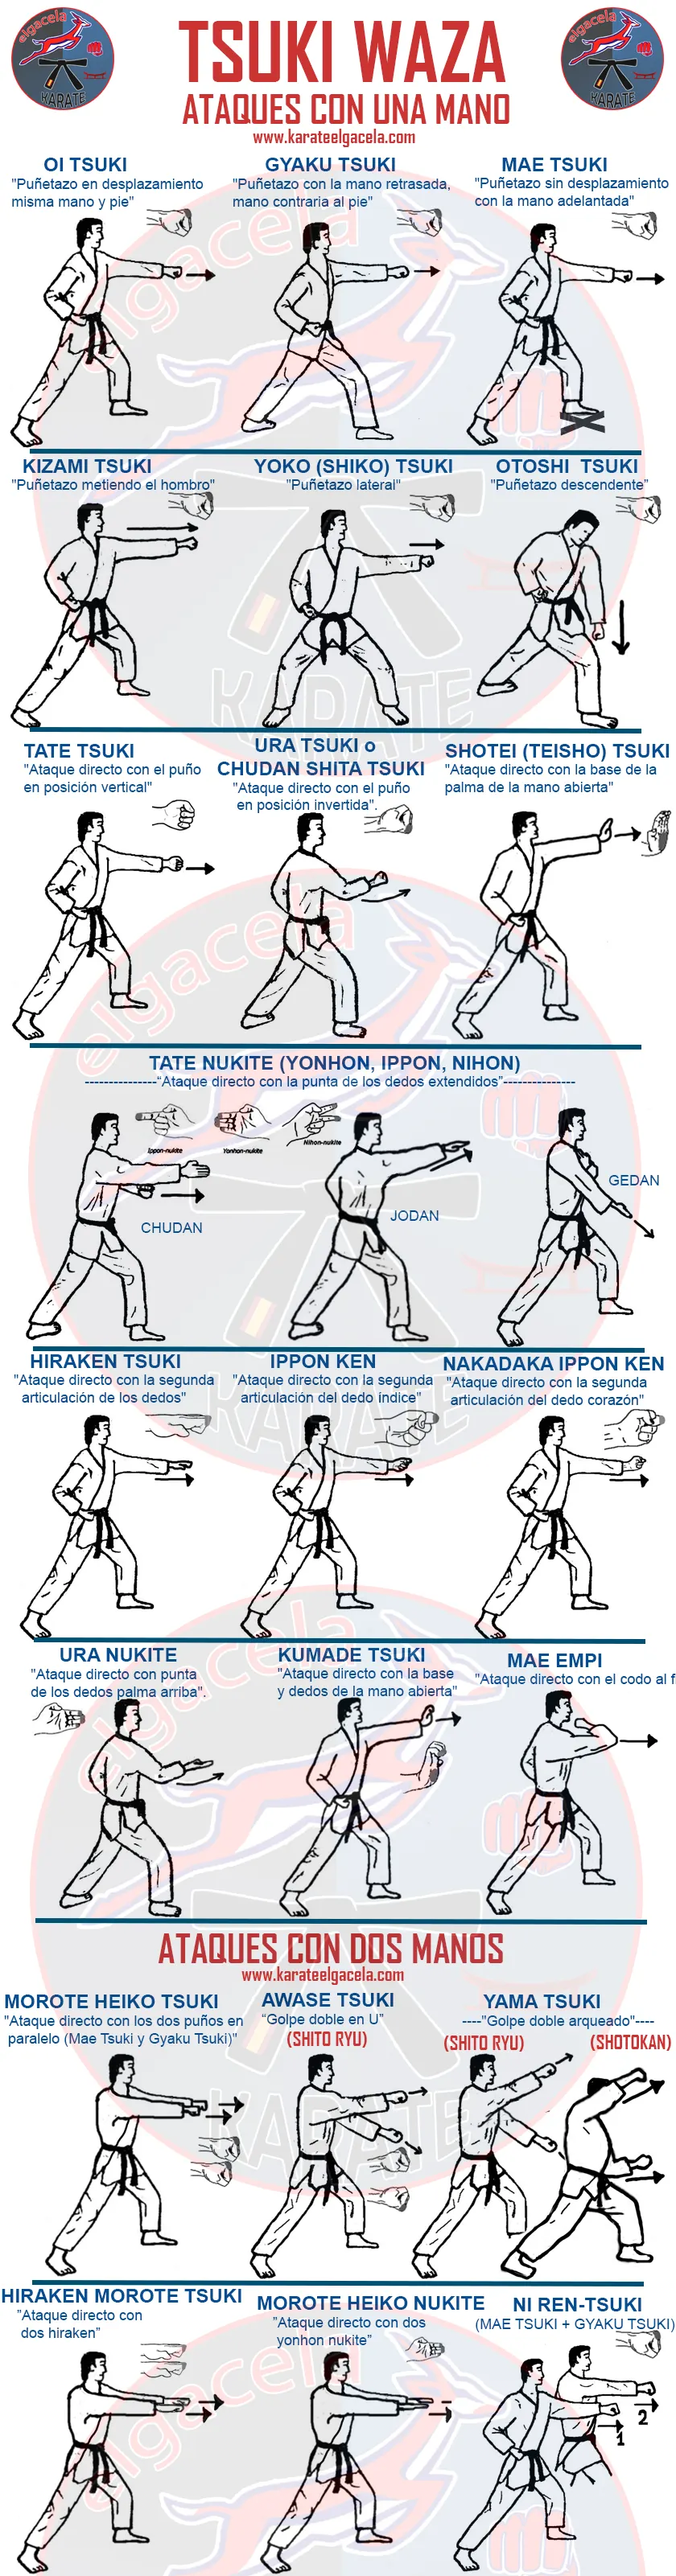 elgacela
KARATE
TSUKI WAZA
elgacela
KARATE
ATAQUES CON UNA MANO
www.karateelgacela.com
OI TSUKI
"Puñetazo en desplazamiento
misma mano y pie"
GYAKU TSUKI
"Puñetazo con la mano retrasada,
mano contraria al pie"
MAE TSUKI
"Puñetazo sin desplazamiento
con la mano adelantada"
elgacela
KIZAMI TSUKI
"Puñetazo metiendo el hombro"
YOKO (SHIKO) TSUKI
"Puñetazo lateral"
OTOSHI TSUKI
"Puñetazo descendente”
KARATE
TATE TSUKI
"Ataque directo con el puño
en posición vertical"
URA TSUKI o
CHUDAN SHITA TSUKI
"Ataque directo con el puño
en posición invertida".
SHOTEI (TEISHO) TSUKI
"Ataque directo con la base de la
palma de la mano abierta"
elgacela
TATE NUKITE (YONHON, IPPON, NIHON)
---------------“Ataque directo con la punta de los dedos extendidos”---------------
Ippon-nukite
Yonhon-nukite
Nihon-nukite
CHUDAN
JODAN
GEDAN
HIRAKEN TSUKI
"Ataque directo con la segunda
articulación de los dedos"
IPPON KEN
"Ataque directo con la segunda
articulación del dedo índice"
NAKADAKA IPPON KEN
"Ataque directo con la segunda
articulación del dedo corazón"
KARATE
URA NUKITE
"Ataque directo con punta
de los dedos palma arriba".
KUMADE TSUKI
"Ataque directo con la base
y dedos de la mano abierta"
MAE EMPI
"Ataque directo con el codo al f
elgacela
ATAQUES CON DOS MANOS
www.karateelgacela.com
MOROTE HEIKO TSUKI
"Ataque directo con los dos puños en
paralelo (Mae Tsuki y Gyaku Tsuki)"
AWASE TSUKI
“Golpe doble en U”
(SHITO RYU)
YAMA TSUKI
----"Golpe doble arqueado"----
(SHITO RYU)
(SHOTOKAN)
KARATE
HIRAKEN MOROTE TSUKI
”Ataque directo con
dos hiraken”
MOROTE HEIKO NUKITE
”Ataque directo con dos
yonhon nukite”
NI REN-TSUKI
(MAE TSUKI + GYAKU TSUKI)
elgacela
1
2